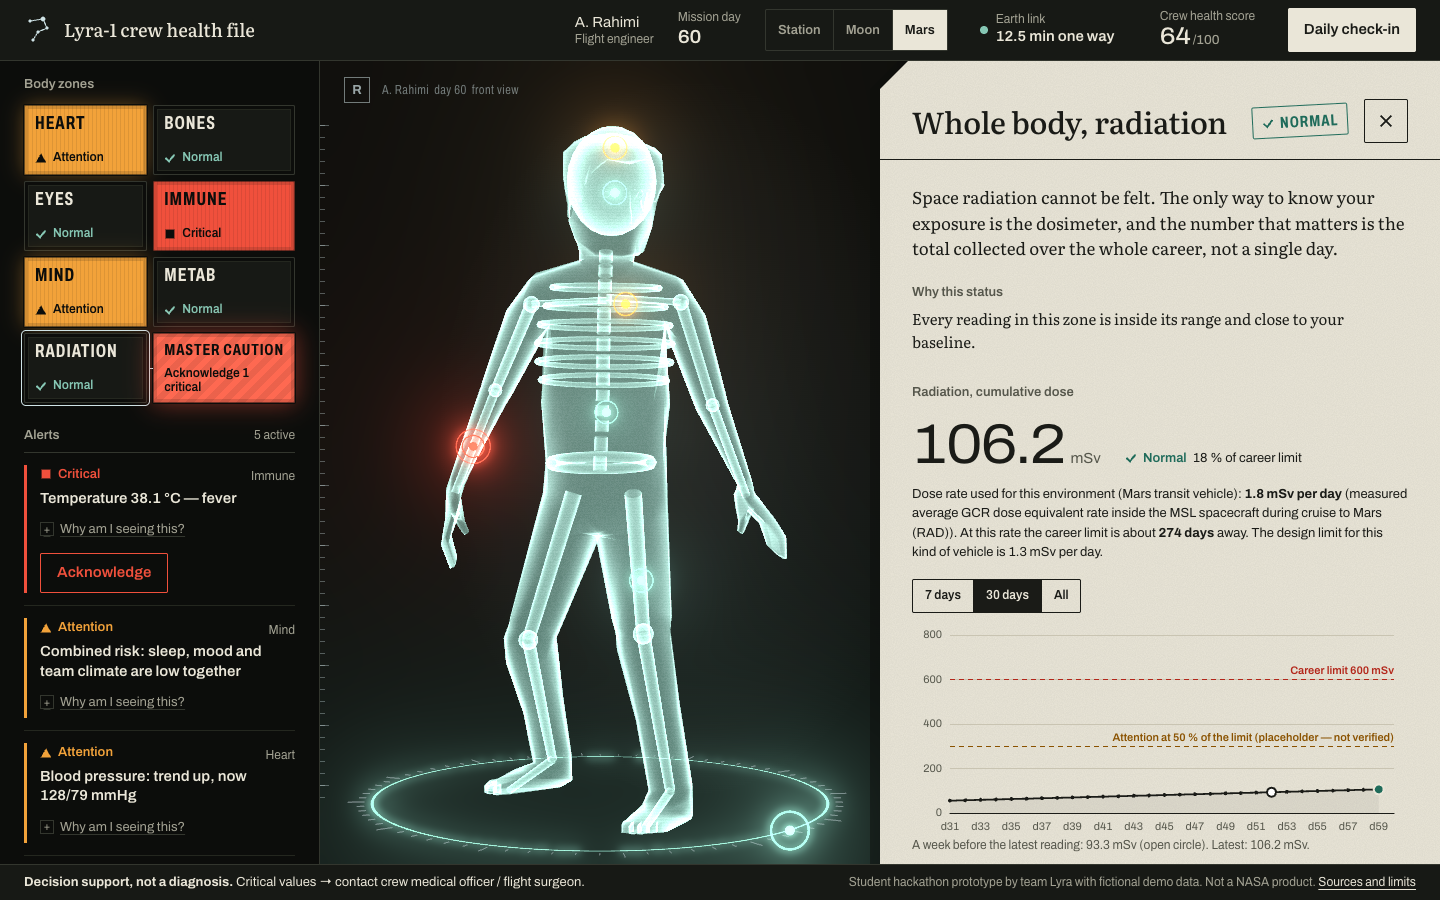 Lyra-1 crew health file
A. Rahimi
Flight engineer
Mission day
60
Station Moon Mars
Earth link
12.5 min one way
Crew health score
64/100
Daily check-in
Body zones
HEART
Attention
BONES
Normal
EYES
Normal
IMMUNE
Critical
MIND
Attention
METAB
Normal
RADIATION
Normal
MASTER CAUTION
Acknowledge 1
critical
Alerts 5 active
Critical Immune
Temperature 38.1 °C — fever
+ Why am I seeing this?
Acknowledge
Attention Mind
Combined risk: sleep, mood and
team climate are low together
+ Why am I seeing this?
Attention Heart
Blood pressure: trend up, now
128/79 mmHg
+ Why am I seeing this?
R A. Rahimi day 60 front view
Whole body, radiation
NORMAL
Space radiation cannot be felt. The only way to know your
exposure is the dosimeter, and the number that matters is the
total collected over the whole career, not a single day.
Why this status
Every reading in this zone is inside its range and close to your
baseline.
Radiation, cumulative dose
106.2 mSv Normal 18 % of career limit
Dose rate used for this environment (Mars transit vehicle): 1.8 mSv per day (measured
average GCR dose equivalent rate inside the MSL spacecraft during cruise to Mars
(RAD)). At this rate the career limit is about 274 days away. The design limit for this
kind of vehicle is 1.3 mSv per day.
7 days 30 days All
800
Career limit 600 mSv
600
400
Attention at 50 % of the limit (placeholder — not verified)
200
0
d31 d33 d35 d37 d39 d41 d43 d45 d47 d49 d51 d53 d55 d57 d59
A week before the latest reading: 93.3 mSv (open circle). Latest: 106.2 mSv.
Decision support, not a diagnosis. Critical values → contact crew medical officer / flight surgeon.
Student hackathon prototype by team Lyra with fictional demo data. Not a NASA product. Sources and limits